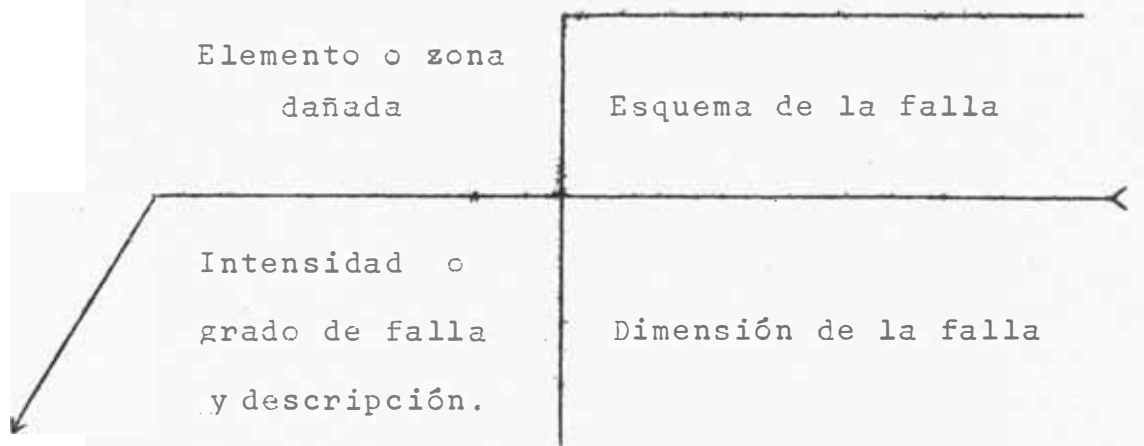 Elemento o zona
dañada
Esquema de la falla
Intensidad o
grado de falla
y descripción.
Dimensión de la falla